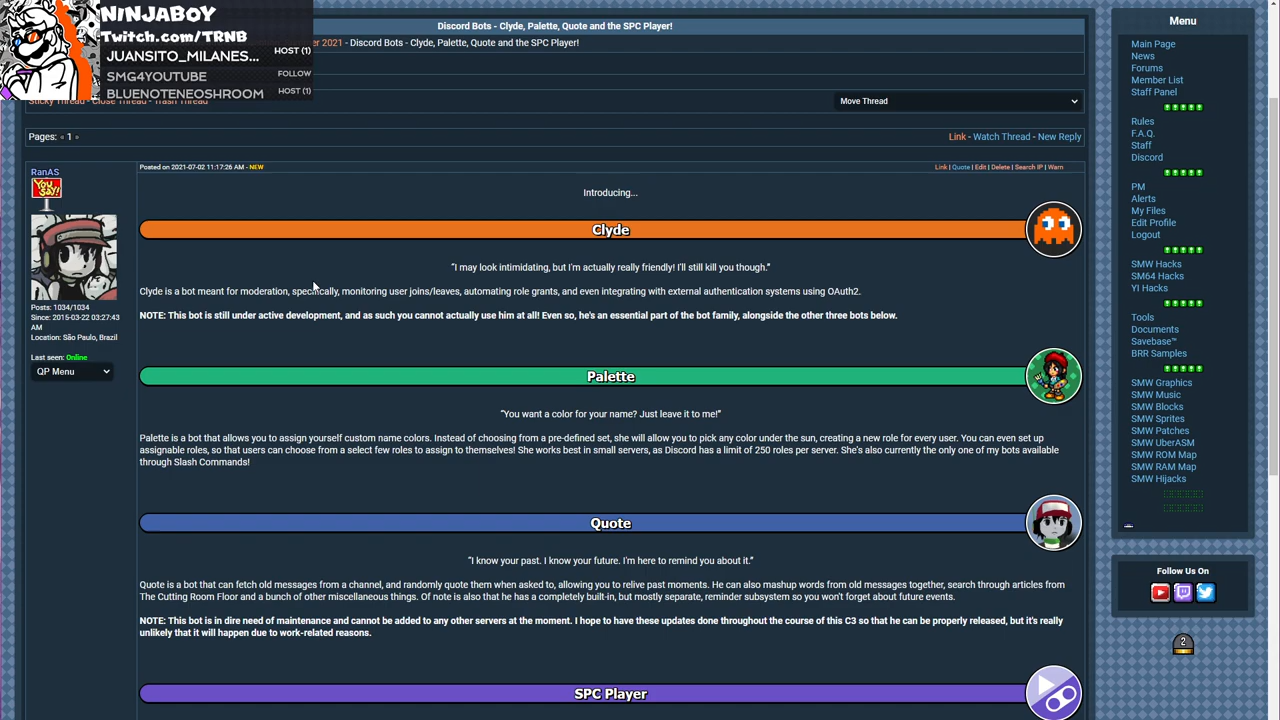 NINJABOY
Twitch.com/TRNB
JUANSITO_MILANES... HOST (1)
SMG4YOUTUBE FOLLOW
BLUENOTENEOSHROOM HOST (1)
Discord Bots - Clyde, Palette, Quote and the SPC Player!
2021 - Discord Bots - Clyde, Palette, Quote and the SPC Player!
Sticky Thread - Close Thread - Trash Thread
Move Thread
Pages: « 1 »
Link - Watch Thread - New Reply
RanAS
You SAY!
Posts: 1034/1034
Since: 2015-03-22 03:27:43
AM
Location: São Paulo, Brazil
Last seen: Online
QP Menu
Posted on 2021-07-02 11:17:26 AM - NEW
Link | Quote | Edit | Delete | Search IP | Warn
Introducing...
Clyde
“I may look intimidating, but I'm actually really friendly! I'll still kill you though.”
Clyde is a bot meant for moderation, specifically, monitoring user joins/leaves, automating role grants, and even integrating with external authentication systems using OAuth2.
NOTE: This bot is still under active development, and as such you cannot actually use him at all! Even so, he's an essential part of the bot family, alongside the other three bots below.
Palette
“You want a color for your name? Just leave it to me!”
Palette is a bot that allows you to assign yourself custom name colors. Instead of choosing from a pre-defined set, she will allow you to pick any color under the sun, creating a new role for every user. You can even set up
assignable roles, so that users can choose from a select few roles to assign to themselves! She works best in small servers, as Discord has a limit of 250 roles per server. She's also currently the only one of my bots available
through Slash Commands!
Quote
“I know your past. I know your future. I'm here to remind you about it.”
Quote is a bot that can fetch old messages from a channel, and randomly quote them when asked to, allowing you to relive past moments. He can also mashup words from old messages together, search through articles from
The Cutting Room Floor and a bunch of other miscellaneous things. Of note is also that he has a completely built-in, but mostly separate, reminder subsystem so you won't forget about future events.
NOTE: This bot is in dire need of maintenance and cannot be added to any other servers at the moment. I hope to have these updates done throughout the course of this C3 so that he can be properly released, but it's really
unlikely that it will happen due to work-related reasons.
SPC Player
Menu
Main Page
News
Forums
Member List
Staff Panel
Rules
F.A.Q.
Staff
Discord
PM
Alerts
My Files
Edit Profile
Logout
SMW Hacks
SM64 Hacks
YI Hacks
Tools
Documents
Savebase™
BRR Samples
SMW Graphics
SMW Music
SMW Blocks
SMW Sprites
SMW Patches
SMW UberASM
SMW ROM Map
SMW RAM Map
SMW Hijacks
Follow Us On
2